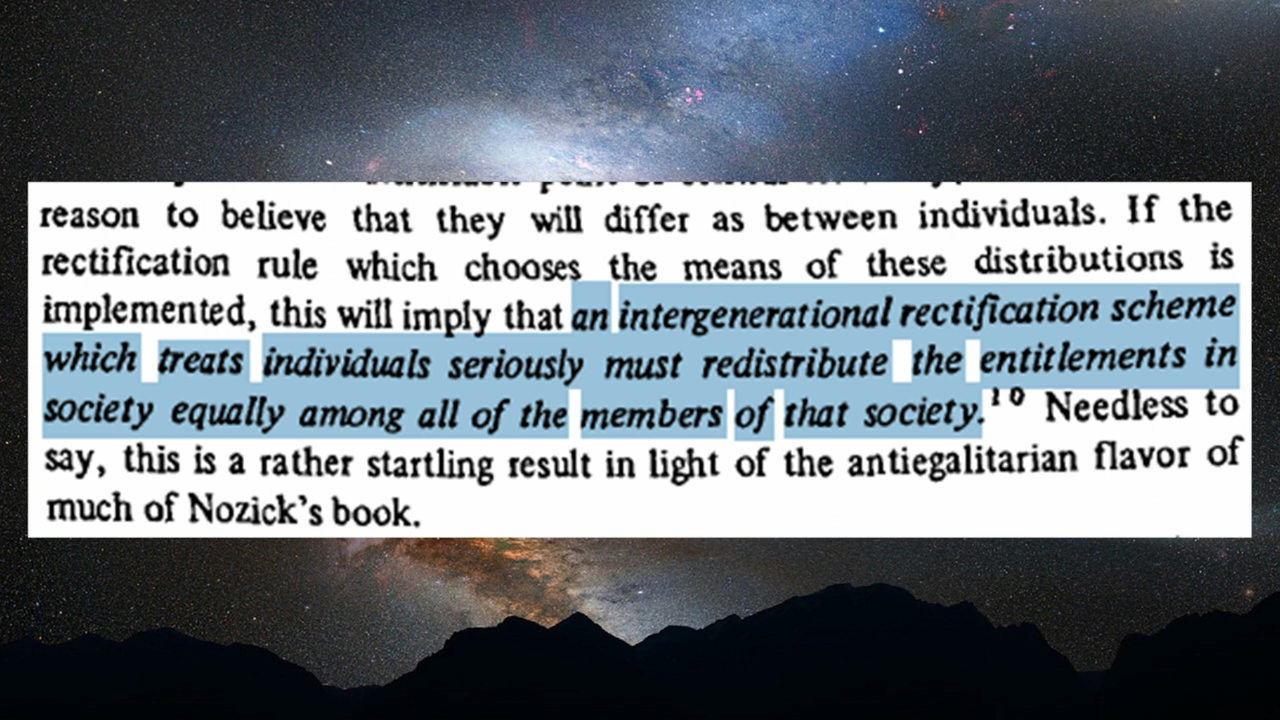 reason to believe that they will differ as between individuals. If the
rectification rule which chooses the means of these distributions is
implemented, this will imply that an intergenerational rectification scheme
which treats individuals seriously must redistribute the entitlements in
society equally among all of the members of that society.¹⁰ Needless to
say, this is a rather startling result in light of the antiegalitarian flavor of
much of Nozick's book.